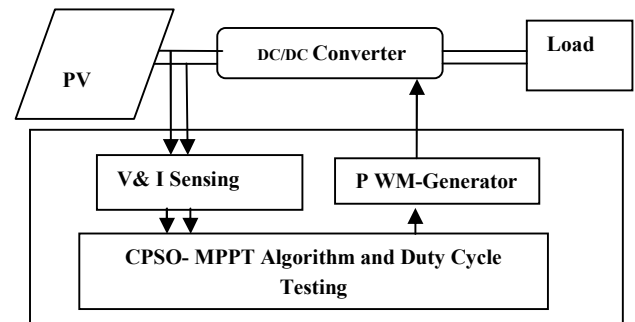 PV
DC/DC Converter
Load
V& I Sensing
P WM-Generator
CPSO- MPPT Algorithm and Duty Cycle
Testing